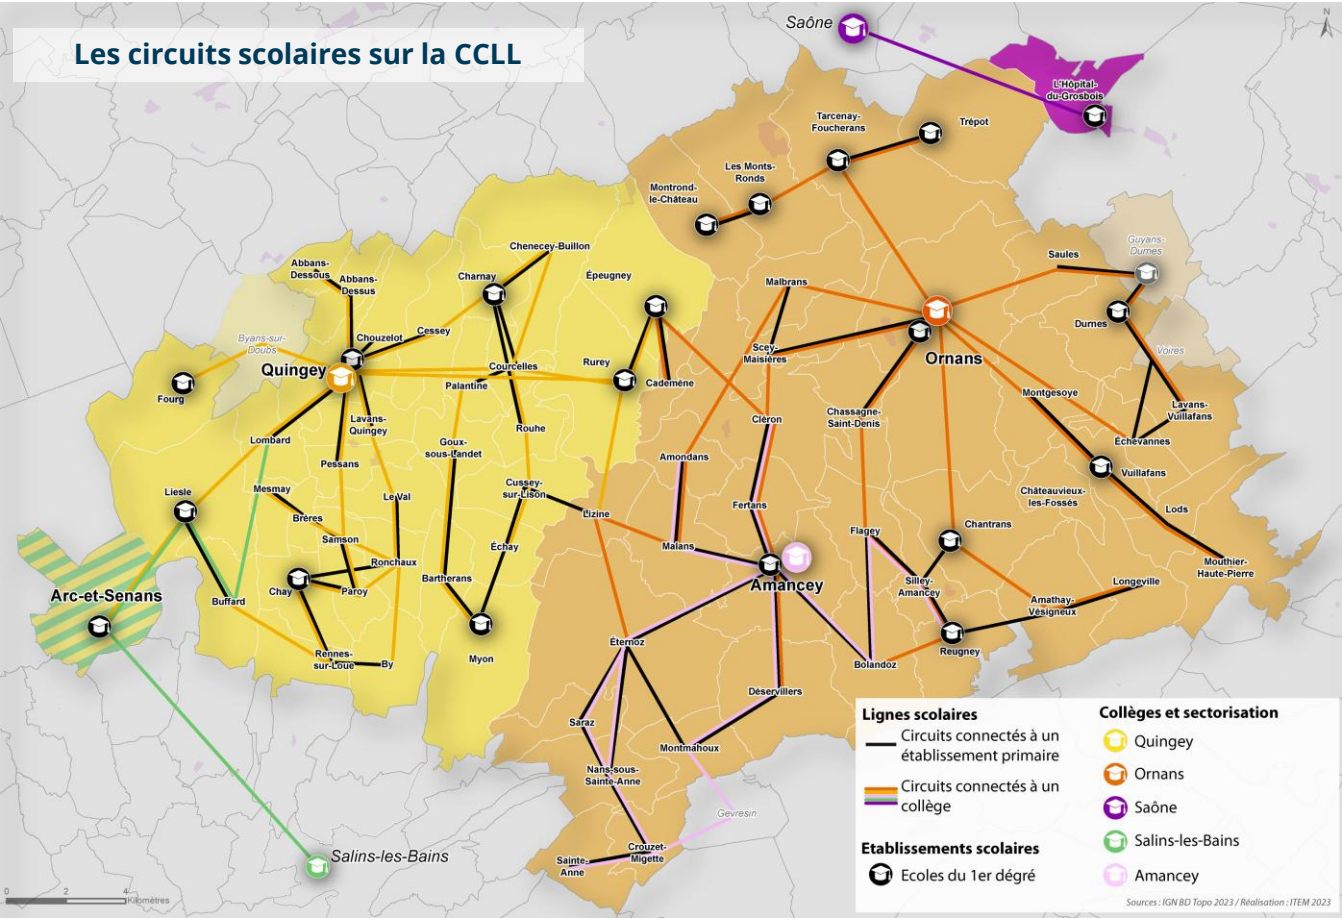 Les circuits scolaires sur la CCLL
N
Saône
L'Hôpital-
du-Grosbois
Tarcenay-
Foucherans
Trépot
Les Monts-
Ronds
Montrond-
le-Château
Guyans-
Durnes
Saules
Chenecey-Buillon
Abbans-
Dessous
Abbans-
Dessus
Charnay
Épeugney
Malbrans
Durnes
Voires
Byans-sur-
Doubs
Chouzelot
Cessey
Scey-
Maisières
Ornans
Quingey
Courcelles
Rurey
Palantine
Cademène
Fourg
Montgesoye
Lavans-
Vuillafans
Lavans-
Quingey
Cléron
Chassagne-
Saint-Denis
Rouhe
Lombard
Goux-
sous-Landet
Échevannes
Pessans
Amondans
Vuillafans
Liesle
Mesmay
Le Val
Cussey-
sur-Lison
Châteauvieux-
les-Fossés
Fertans
Lods
Brères
Lizine
Chantrans
Flagey
Samson
Échay
Malans
Ronchaux
Mouthier-
Haute-Pierre
Bartherans
Amancey
Silley-
Amancey
Longeville
Chay
Paroy
Arc-et-Senans
Buffard
Amathay-
Vésigneux
Éternoz
Reugney
Rennes-
sur-Loue
By
Myon
Bolandoz
Déservillers
Saraz
Montmahoux
Nans-sous-
Sainte-Anne
Gevresin
Crouzet-
Migette
Sainte-
Anne
Salins-les-Bains
0 2 4
Kilomètres
Lignes scolaires
Circuits connectés à un
établissement primaire
Circuits connectés à un
collège
Etablissements scolaires
Ecoles du 1er dégré
Collèges et sectorisation
Quingey
Ornans
Saône
Salins-les-Bains
Amancey
Sources : IGN BD Topo 2023 / Réalisation : ITEM 2023